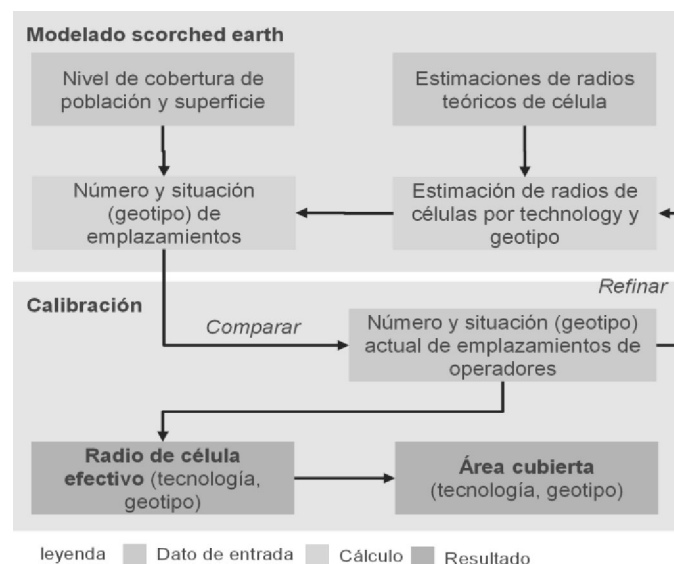 Modelado scorched earth
Nivel de cobertura de
población y superficie
Estimaciones de radios
teóricos de célula
Número y situación
(geotipo) de
emplazamientos
Estimación de radios de
células por technology y
geotipo
Refinar
Calibración
Comparar
Número y situación (geotipo)
actual de emplazamientos de
operadores
Radio de célula
efectivo (tecnología,
geotipo)
Área cubierta
(tecnología, geotipo)
leyenda Dato de entrada Cálculo Resultado